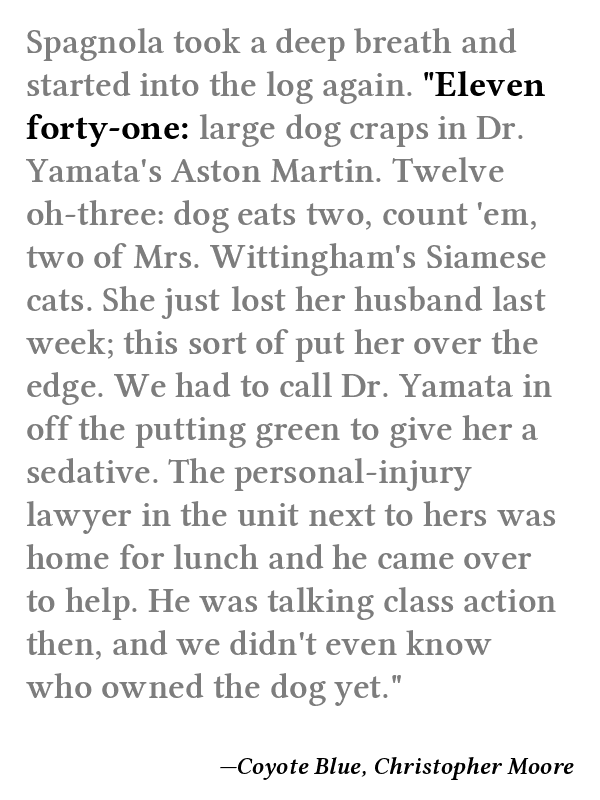 Spagnola took a deep breath and
started into the log again. "Eleven
forty-one: large dog craps in Dr.
Yamata's Aston Martin. Twelve
oh-three: dog eats two, count 'em,
two of Mrs. Wittingham's Siamese
cats. She just lost her husband last
week; this sort of put her over the
edge. We had to call Dr. Yamata in
off the putting green to give her a
sedative. The personal-injury
lawyer in the unit next to hers was
home for lunch and he came over
to help. He was talking class action
then, and we didn't even know
who owned the dog yet."
—Coyote Blue, Christopher Moore